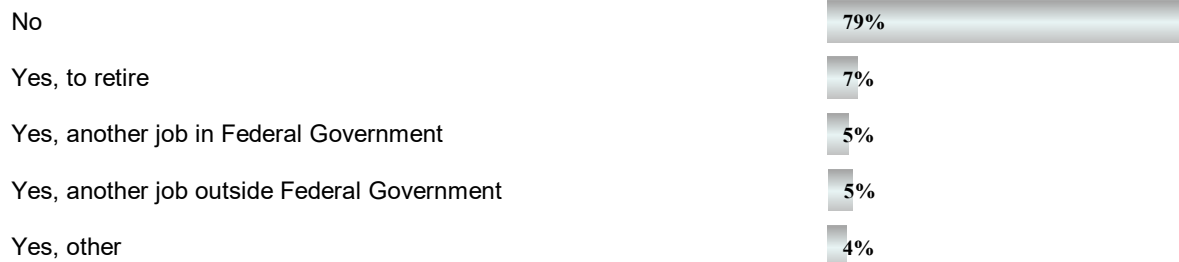 No 79%
Yes, to retire 7%
Yes, another job in Federal Government 5%
Yes, another job outside Federal Government 5%
Yes, other 4%